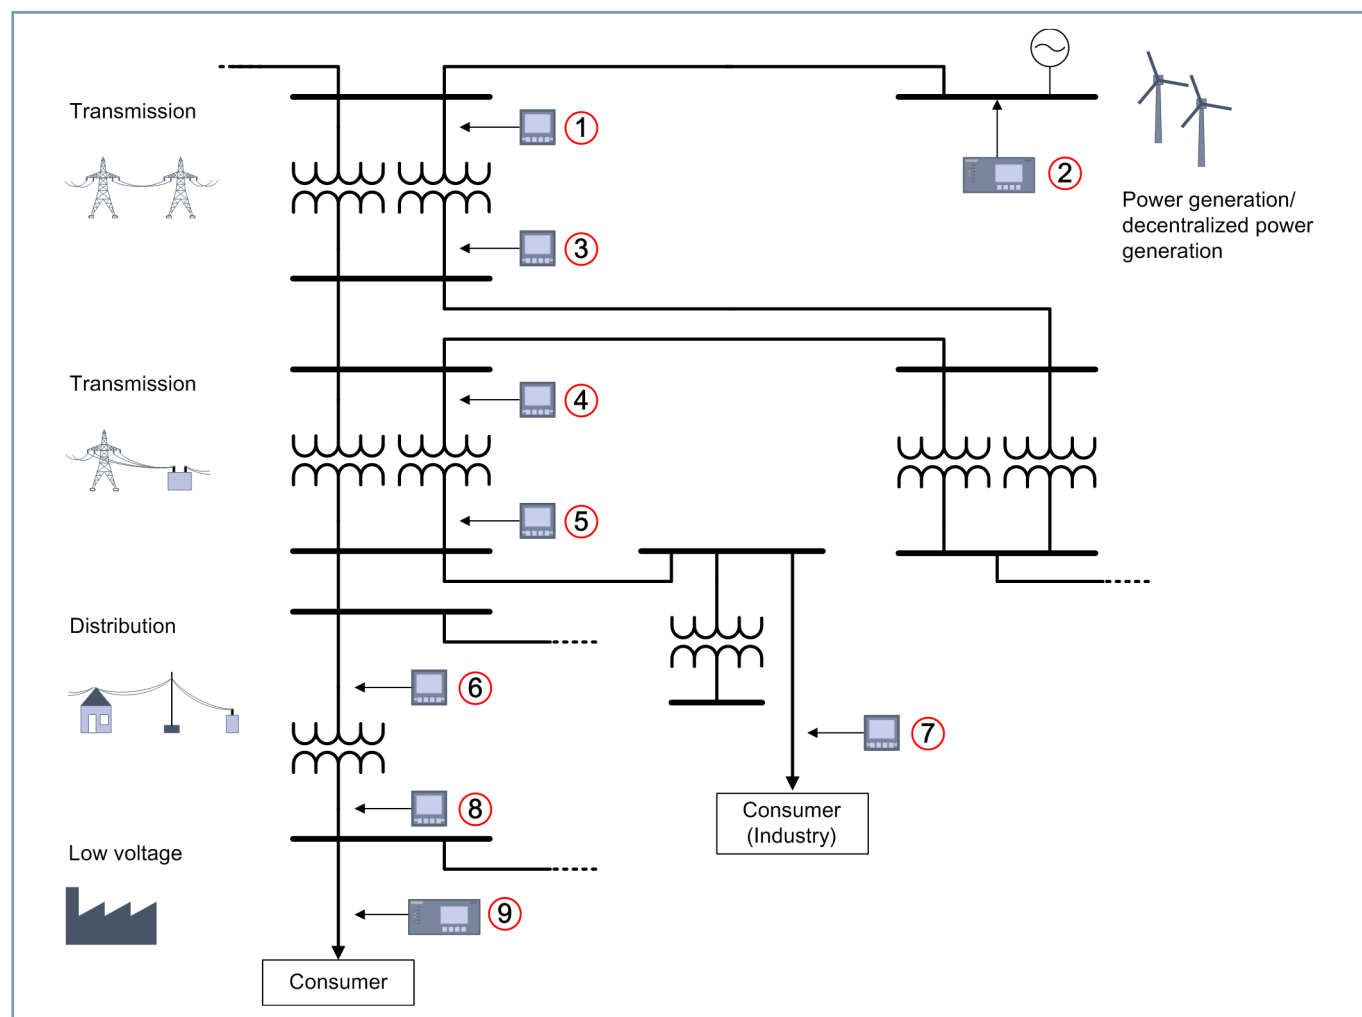 Transmission
1
2
Power generation/
decentralized power
generation
3
Transmission
4
5
Distribution
6
7
Consumer
(Industry)
8
Low voltage
9
Consumer